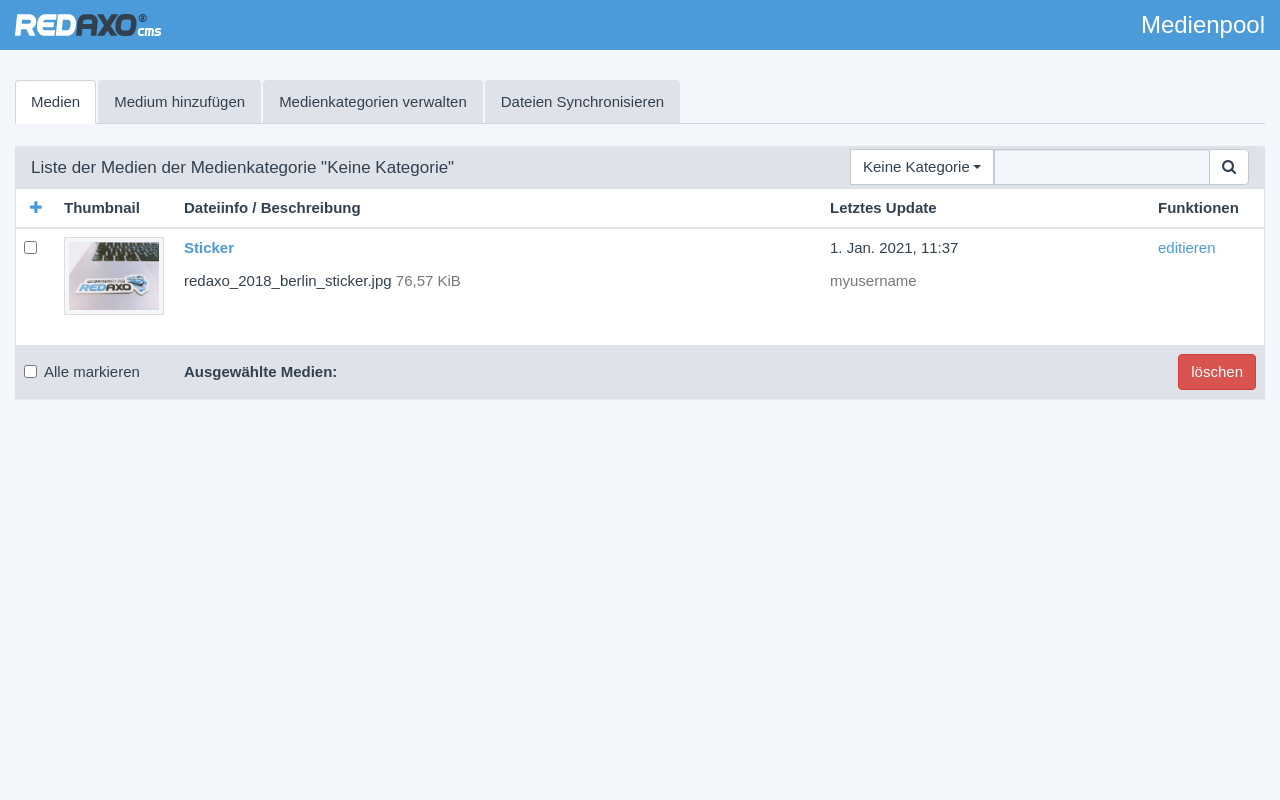 REDAXO® cms
Medienpool
Medien
Medium hinzufügen
Medienkategorien verwalten
Dateien Synchronisieren
Liste der Medien der Medienkategorie "Keine Kategorie"
Keine Kategorie
Thumbnail
Dateiinfo / Beschreibung
Letztes Update
Funktionen
REDAXO
Sticker
1. Jan. 2021, 11:37
editieren
redaxo_2018_berlin_sticker.jpg 76,57 KiB
myusername
Alle markieren
Ausgewählte Medien:
löschen